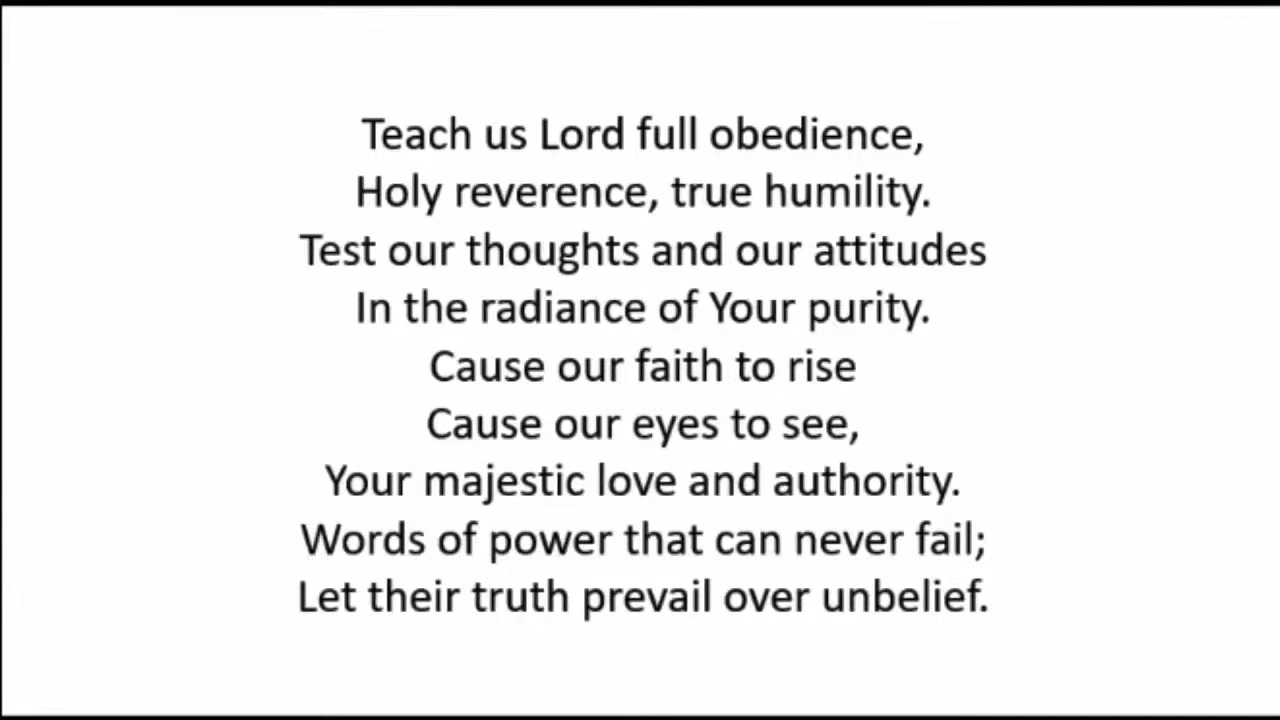 Teach us Lord full obedience,
Holy reverence, true humility.
Test our thoughts and our attitudes
In the radiance of Your purity.
Cause our faith to rise
Cause our eyes to see,
Your majestic love and authority.
Words of power that can never fail;
Let their truth prevail over unbelief.